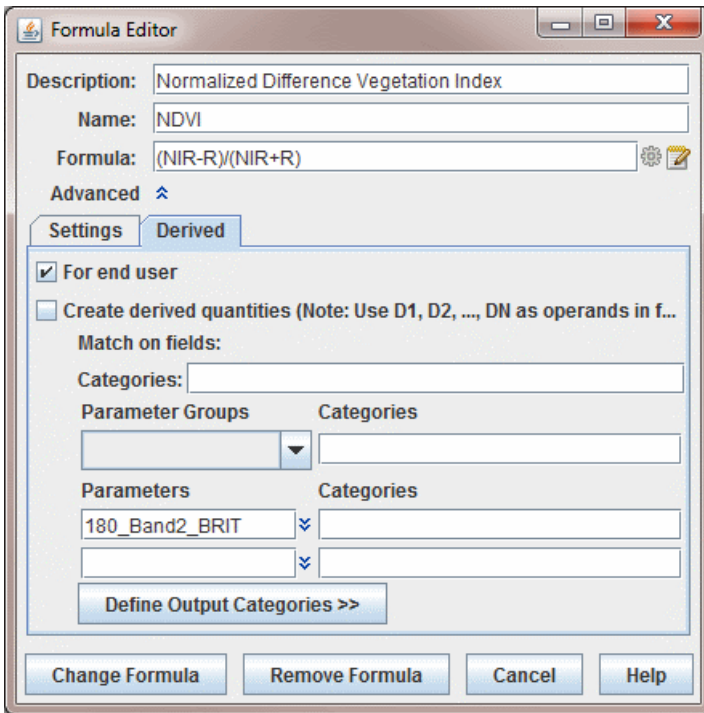 Formula Editor
Description: Normalized Difference Vegetation Index
Name: NDVI
Formula: (NIR-R)/(NIR+R)
Advanced
Settings Derived
For end user
Create derived quantities (Note: Use D1, D2, ..., DN as operands in f...
Match on fields:
Categories:
Parameter Groups Categories
Parameters Categories
180_Band2_BRIT
Define Output Categories >>
Change Formula Remove Formula Cancel Help